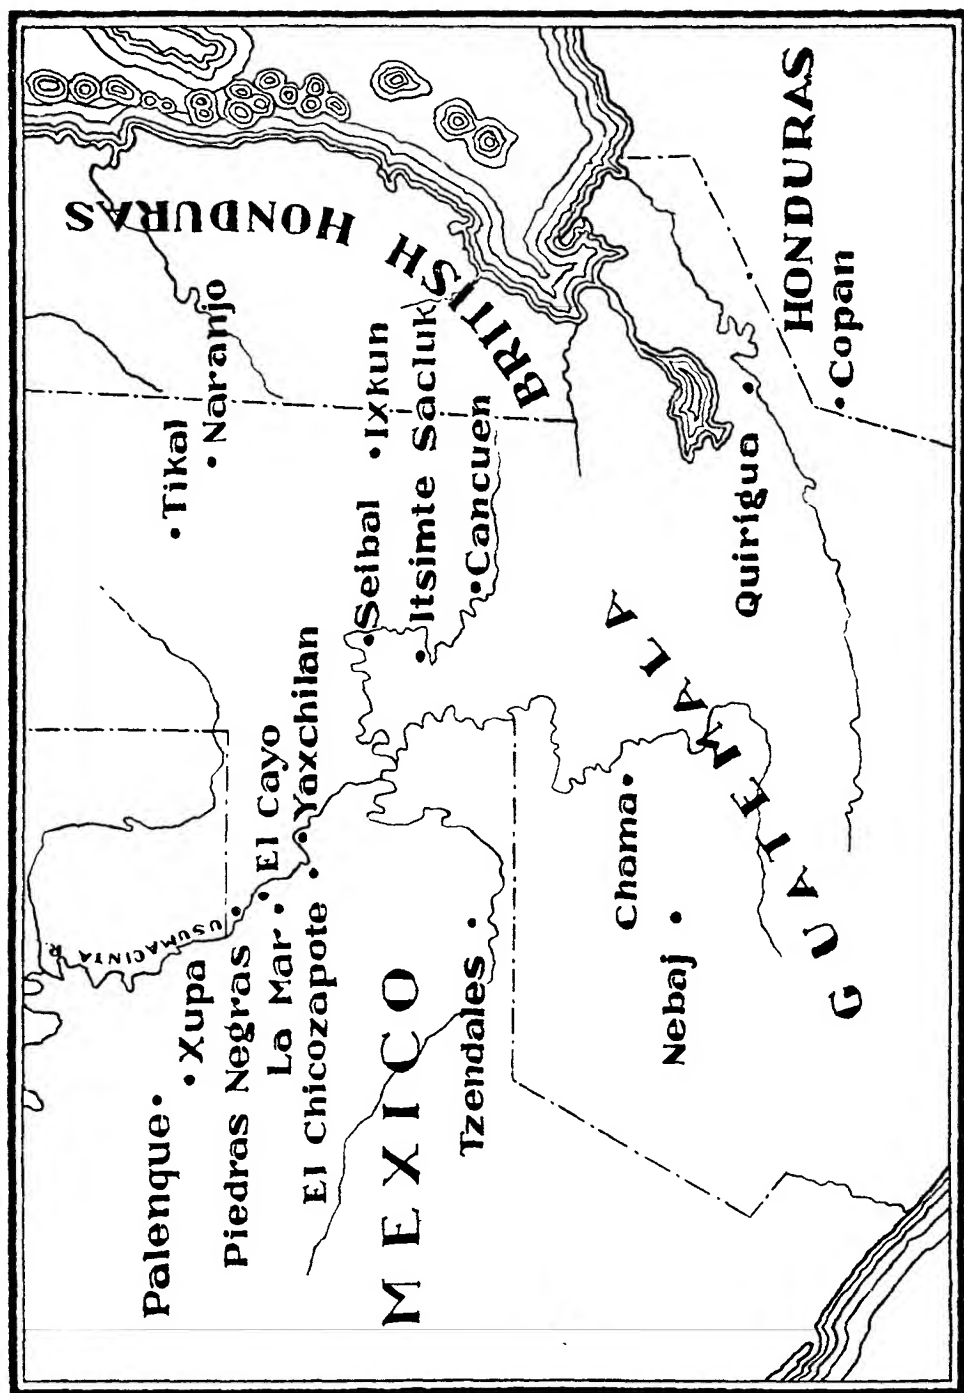 BRITISH HONDURAS
HONDURAS
Copan
Tikal
Naranjo
Ixkun
Seibal
Itsimte Sacluk
Cancuen
Quirigua
GUATEMALA
USUMACINTA R.
El Cayo
Yaxchilan
Palenque
Xupa
Piedras Negras
La Mar
El Chicozapote
MEXICO
Tzendales
Chama
Nebaj